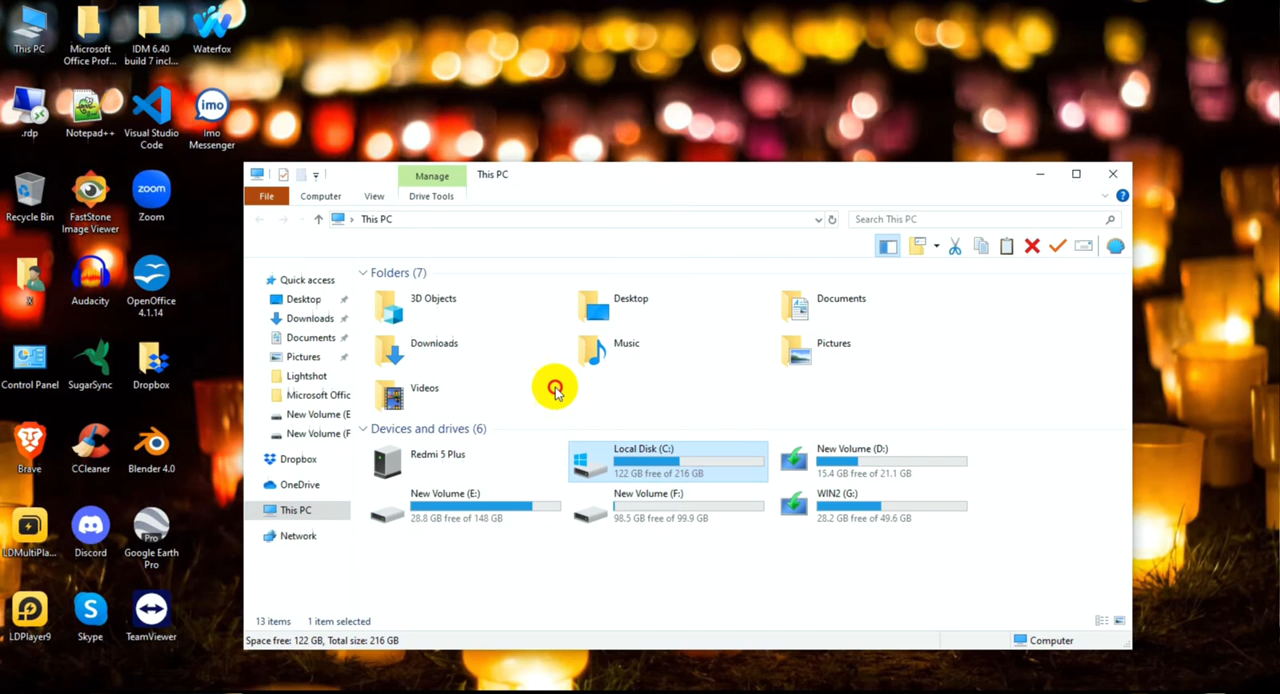 This PC
Microsoft
Office Prof...
IDM 6.40
build 7 incl...
Waterfox
.rdp
Notepad++
Visual Studio
Code
imo
Imo
Messenger
Recycle Bin
FastStone
Image Viewer
zoom
Zoom
X
Audacity
OpenOffice
4.1.14
Control Panel
SugarSync
Dropbox
Brave
CCleaner
Blender 4.0
LDMultiPla...
Discord
Pro
Google Earth
Pro
LDPlayer9
Skype
TeamViewer
Manage
This PC
File
Computer
View
Drive Tools
This PC
Search This PC
Quick access
Desktop
Downloads
Documents
Pictures
Lightshot
Microsoft Offic
New Volume (E
New Volume (F
Dropbox
OneDrive
This PC
Network
Folders (7)
3D Objects
Desktop
Documents
Downloads
Music
Pictures
Videos
Devices and drives (6)
Redmi 5 Plus
Local Disk (C:)
122 GB free of 216 GB
New Volume (D:)
15.4 GB free of 21.1 GB
New Volume (E:)
28.8 GB free of 148 GB
New Volume (F:)
98.5 GB free of 99.9 GB
WIN2 (G:)
28.2 GB free of 49.6 GB
13 items
1 item selected
Space free: 122 GB, Total size: 216 GB
Computer